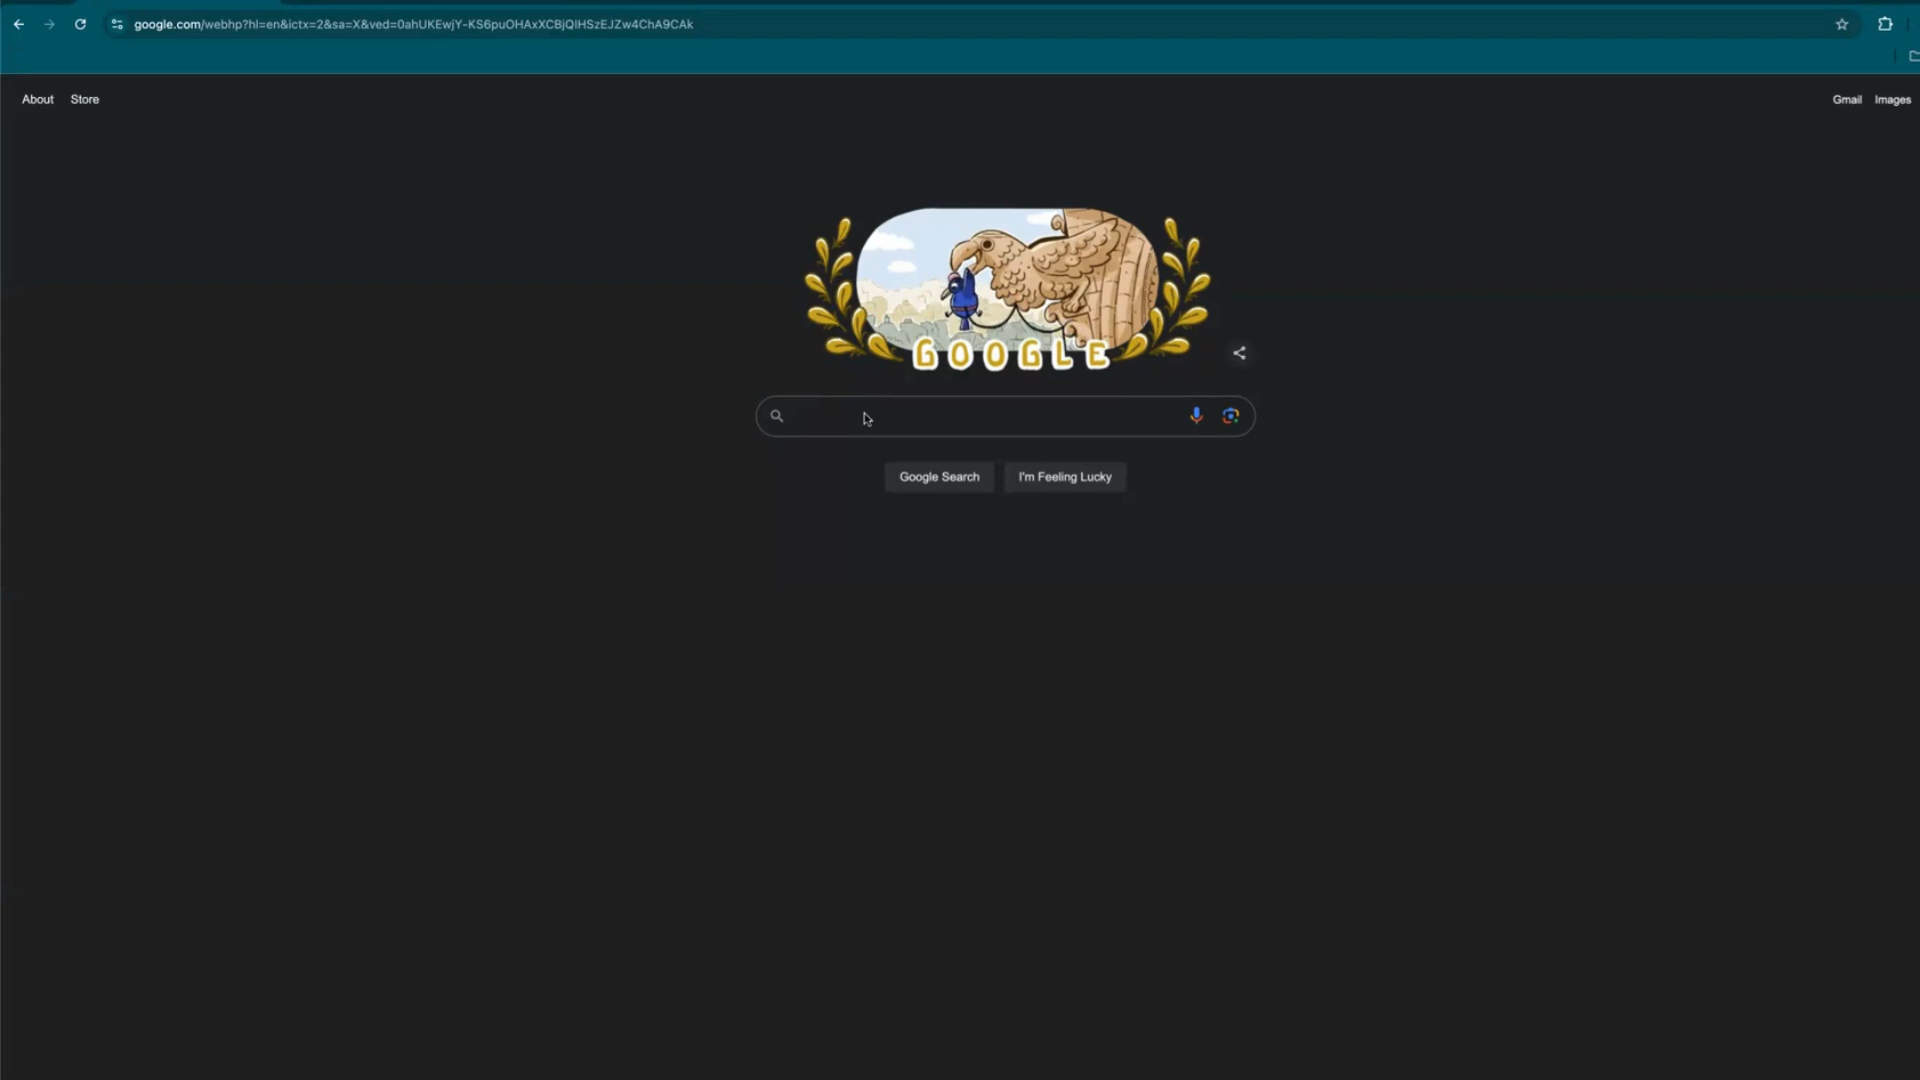 google.com/webhp?hl=en&ictx=2&sa=X&ved=0ahUKEwjY-KS6puOHAxXCBjQIHSzEJZw4ChA9CAk
About Store
Gmail Images
GOOGLE
Google Search I'm Feeling Lucky